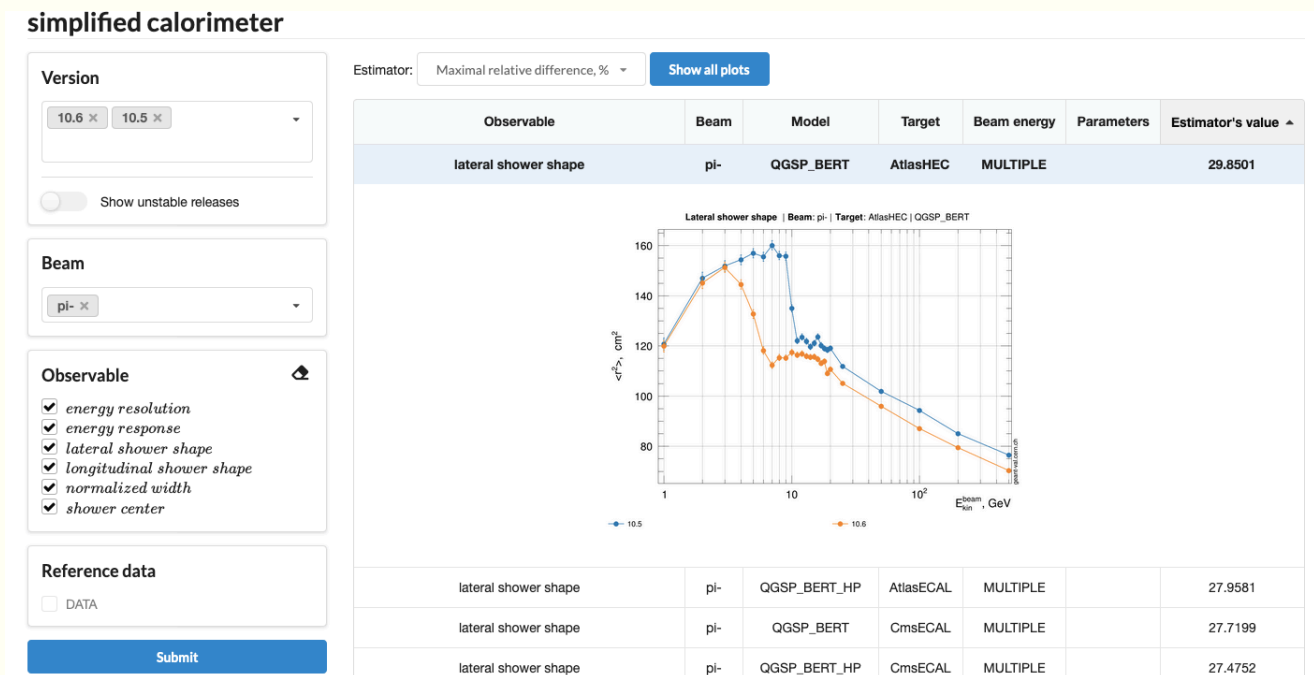 simplified calorimeter
Version
10.6 × 10.5 ×
Show unstable releases
Beam
pi- ×
Observable
energy resolution
energy response
lateral shower shape
longitudinal shower shape
normalized width
shower center
Reference data
DATA
Submit
Estimator: Maximal relative difference, % Show all plots
Observable Beam Model Target Beam energy Parameters Estimator's value
lateral shower shape pi- QGSP_BERT AtlasHEC MULTIPLE 29.8501
Lateral shower shape | Beam: pi- | Target: AtlasHEC | QGSP_BERT
160
140
120
100
80
<r²>, cm²
1 10 10²
E kin beam, GeV
geant-val.cern.ch
10.5 10.6
lateral shower shape pi- QGSP_BERT_HP AtlasECAL MULTIPLE 27.9581
lateral shower shape pi- QGSP_BERT CmsECAL MULTIPLE 27.7199
lateral shower shape pi- QGSP_BERT_HP CmsECAL MULTIPLE 27.4752